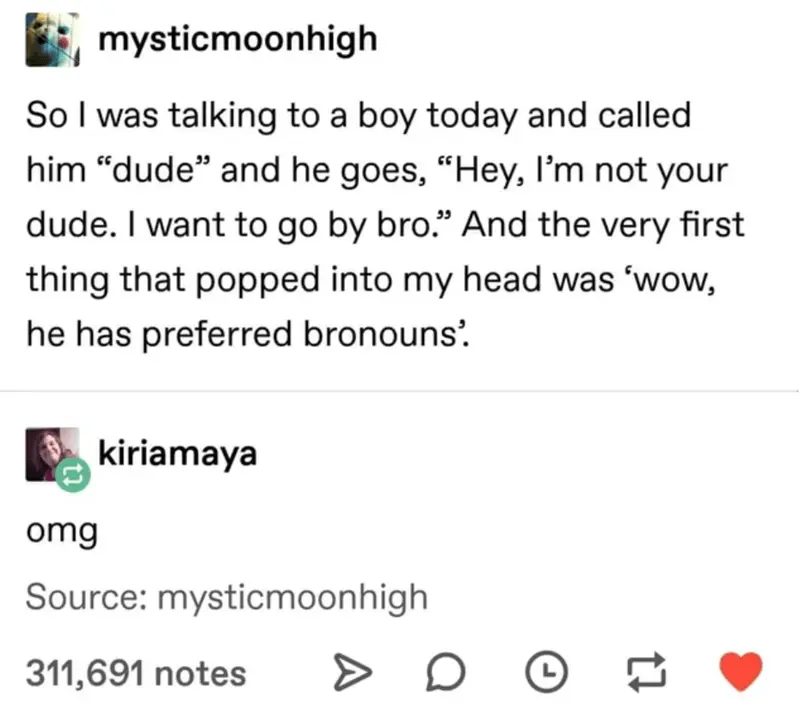 mysticmoonhigh
So I was talking to a boy today and called
him “dude” and he goes, “Hey, I’m not your
dude. I want to go by bro.” And the very first
thing that popped into my head was ‘wow,
he has preferred bronouns’.
kiriamaya
omg
Source: mysticmoonhigh
311,691 notes